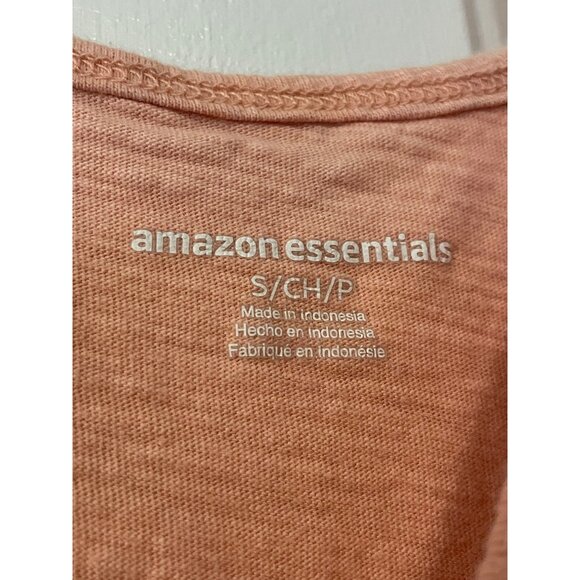 amazon essentials
S/CH/P
Made in Indonesia
Hecho en Indonesia
Fabriqué en Indonésie